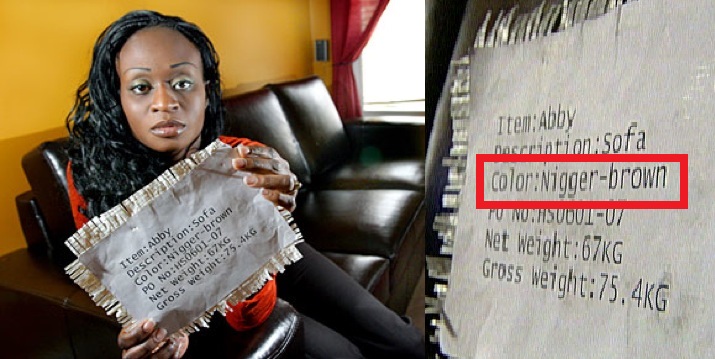 Item:Abby
Description:Sofa
Color:Nigger-brown
PO No:HS0601-07
Net Weight:67KG
Gross weight:75.4KG
Item:Abby
Description:Sofa
Color:Nigger-brown
PO No:HS0601-07
Net Weight:67KG
Gross weight:75.4KG